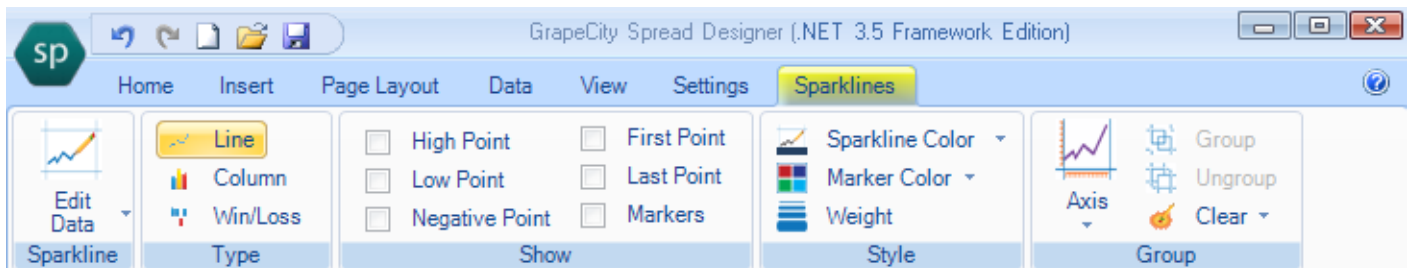 sp
GrapeCity Spread Designer (.NET 3.5 Framework Edition)
Home Insert Page Layout Data View Settings Sparklines
Edit
Data
Sparkline
Line
Column
Win/Loss
Type
High Point
Low Point
Negative Point
First Point
Last Point
Markers
Show
Sparkline Color
Marker Color
Weight
Style
Axis
Group
Ungroup
Clear
Group